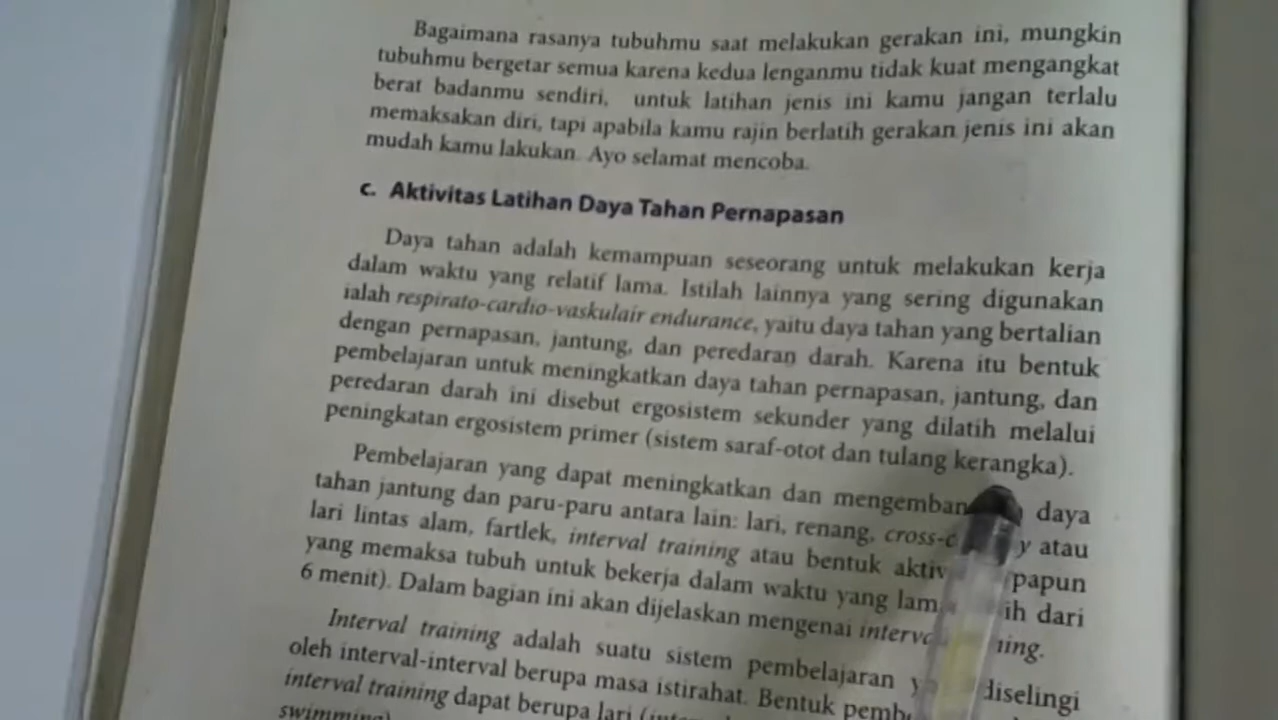 Bagaimana rasanya tubuhmu saat melakukan gerakan ini, mungkin
tubuhmu bergetar semua karena kedua lenganmu tidak kuat mengangkat
berat badanmu sendiri, untuk latihan jenis ini kamu jangan terlalu
memaksakan diri, tapi apabila kamu rajin berlatih gerakan jenis ini akan
mudah kamu lakukan. Ayo selamat mencoba.
c. Aktivitas Latihan Daya Tahan Pernapasan
Daya tahan adalah kemampuan seseorang untuk melakukan kerja
dalam waktu yang relatif lama. Istilah lainnya yang sering digunakan
ialah respirato-cardio-vaskulair endurance, yaitu daya tahan yang bertalian
dengan pernapasan, jantung, dan peredaran darah. Karena itu bentuk
pembelajaran untuk meningkatkan daya tahan pernapasan, jantung, dan
peredaran darah ini disebut ergosistem sekunder yang dilatih melalui
peningkatan ergosistem primer (sistem saraf-otot dan tulang kerangka).
Pembelajaran yang dapat meningkatkan dan mengemban daya
tahan jantung dan paru-paru antara lain: lari, renang, cross-c y atau
lari lintas alam, fartlek, interval training atau bentuk aktiv papun
yang memaksa tubuh untuk bekerja dalam waktu yang lam ih dari
6 menit). Dalam bagian ini akan dijelaskan mengenai interv ning.
Interval training adalah suatu sistem pembelajaran y diselingi
oleh interval-interval berupa masa istirahat. Bentuk pemb
interval training dapat berupa lari (inter
swimming)